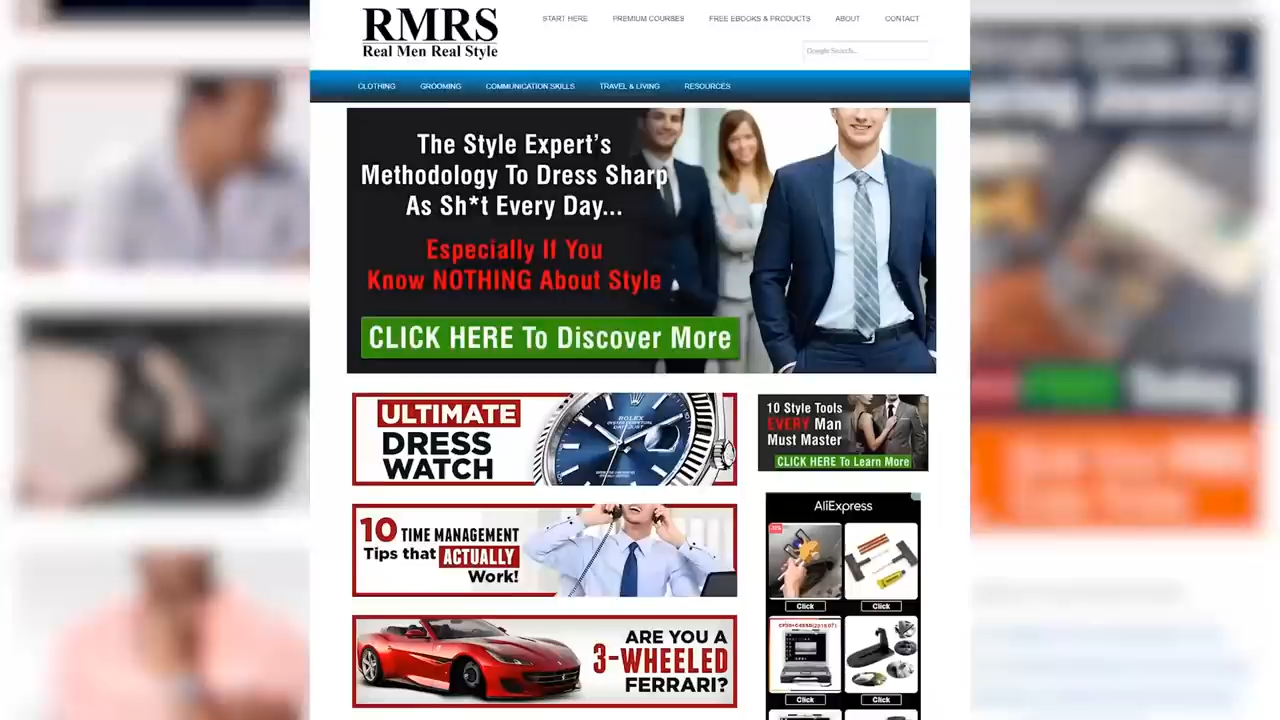 RMRS
Real Men Real Style
START HERE
PREMIUM COURSES
FREE EBOOKS & PRODUCTS
ABOUT
CONTACT
Google Search...
CLOTHING
GROOMING
COMMUNICATION SKILLS
TRAVEL & LIVING
RESOURCES
The Style Expert's
Methodology To Dress Sharp
As Sh*t Every Day...
Especially If You
Know NOTHING About Style
CLICK HERE To Discover More
ULTIMATE
DRESS
WATCH
ROLEX
10 Style Tools
EVERY Man
Must Master
CLICK HERE To Learn More
10 TIME MANAGEMENT
Tips that ACTUALLY
Work!
ARE YOU A
3-WHEELED
FERRARI?
AliExpress
Click
Click
Click
Click